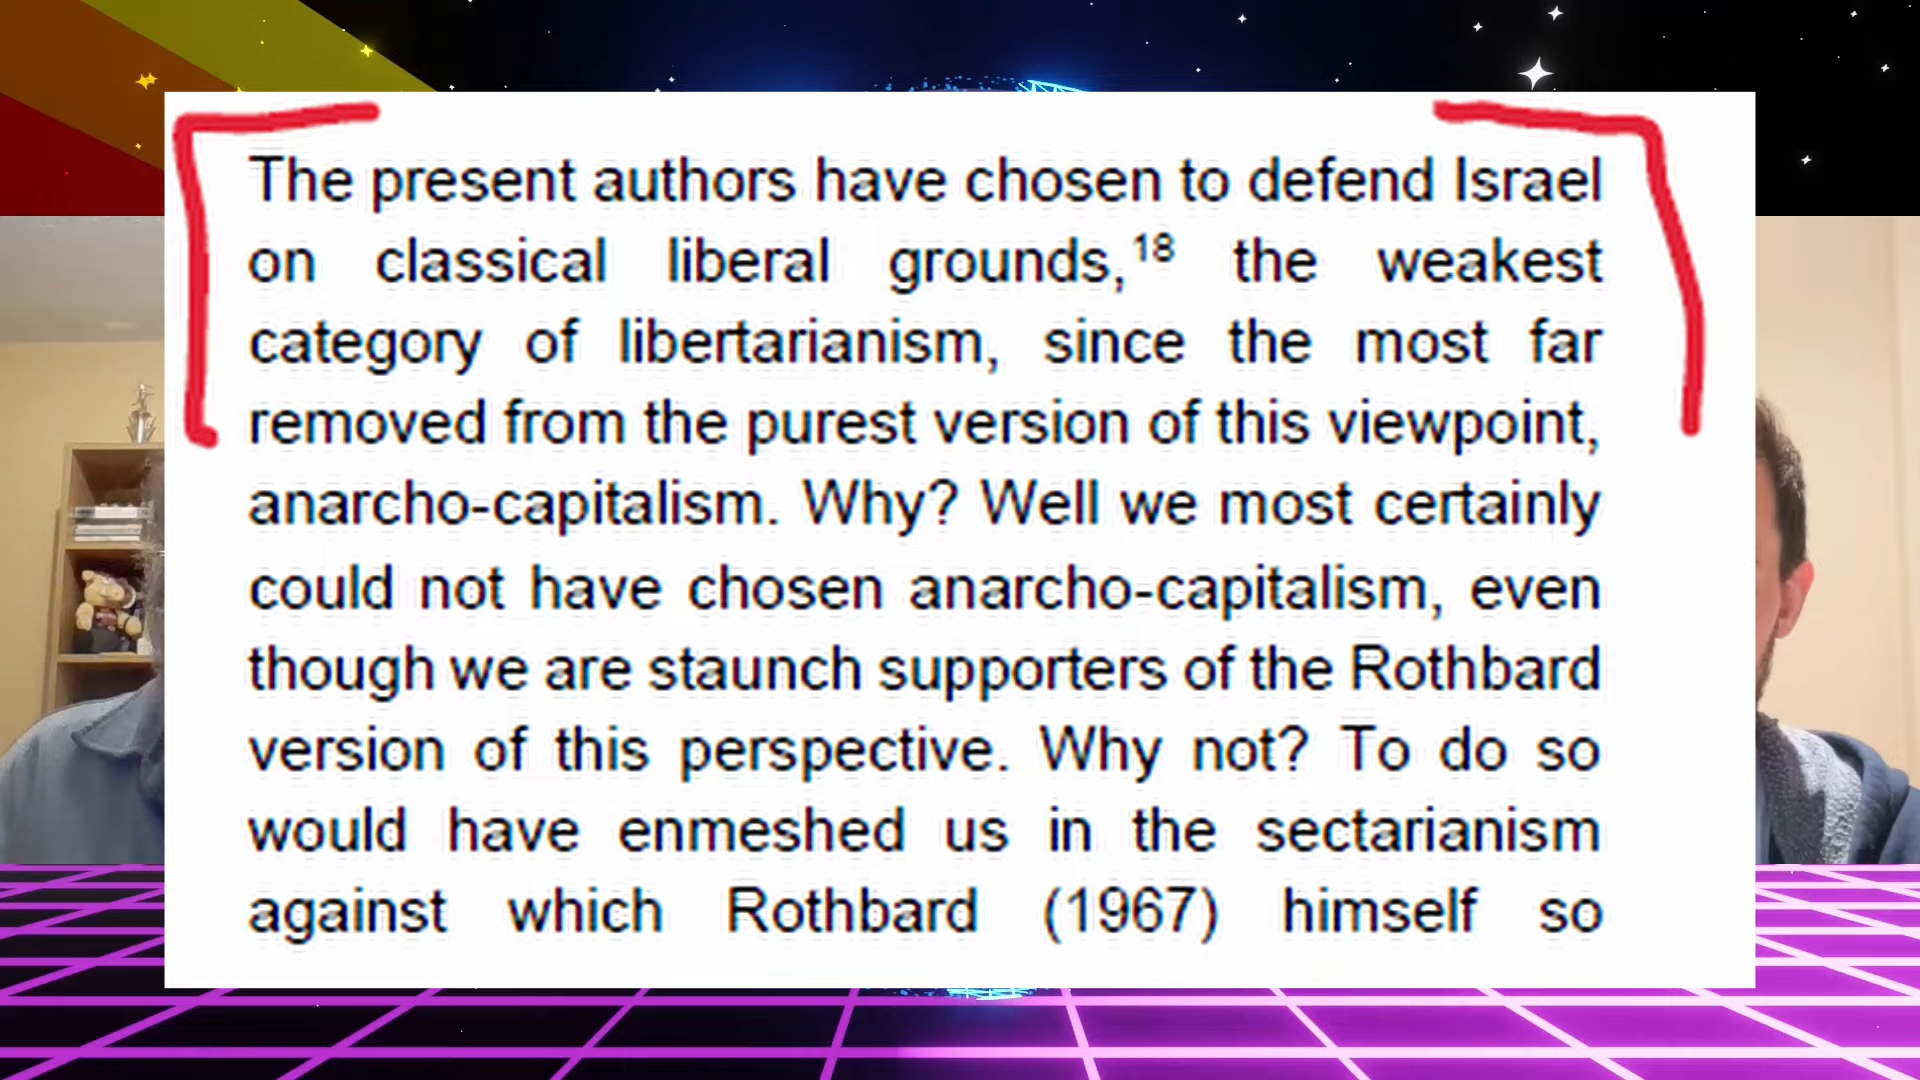 The present authors have chosen to defend Israel
on classical liberal grounds,¹⁸ the weakest
category of libertarianism, since the most far
removed from the purest version of this viewpoint,
anarcho-capitalism. Why? Well we most certainly
could not have chosen anarcho-capitalism, even
though we are staunch supporters of the Rothbard
version of this perspective. Why not? To do so
would have enmeshed us in the sectarianism
against which Rothbard (1967) himself so